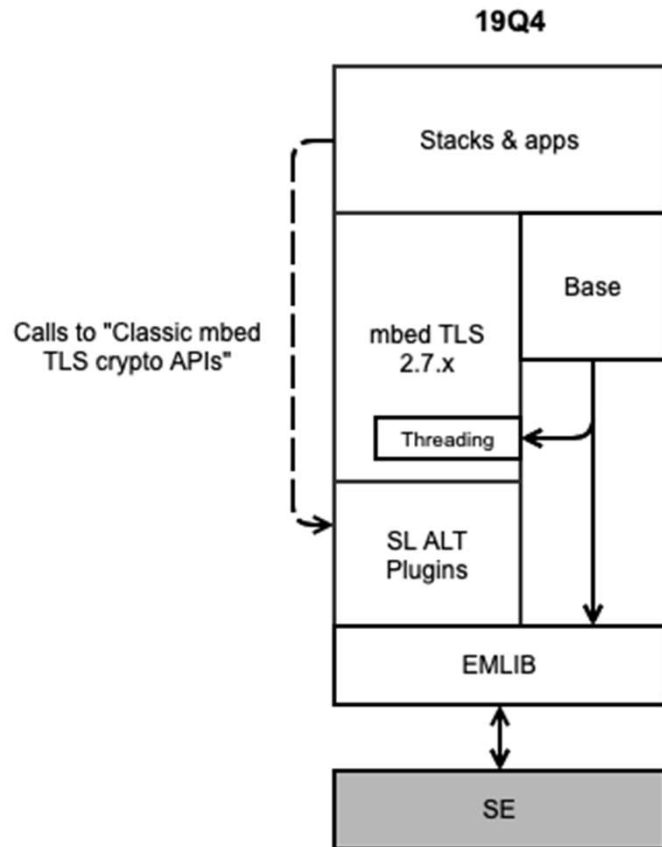 19Q4
Stacks & apps
Base
Calls to "Classic mbed
TLS crypto APIs"
mbed TLS
2.7.x
Threading
SL ALT
Plugins
EMLIB
SE